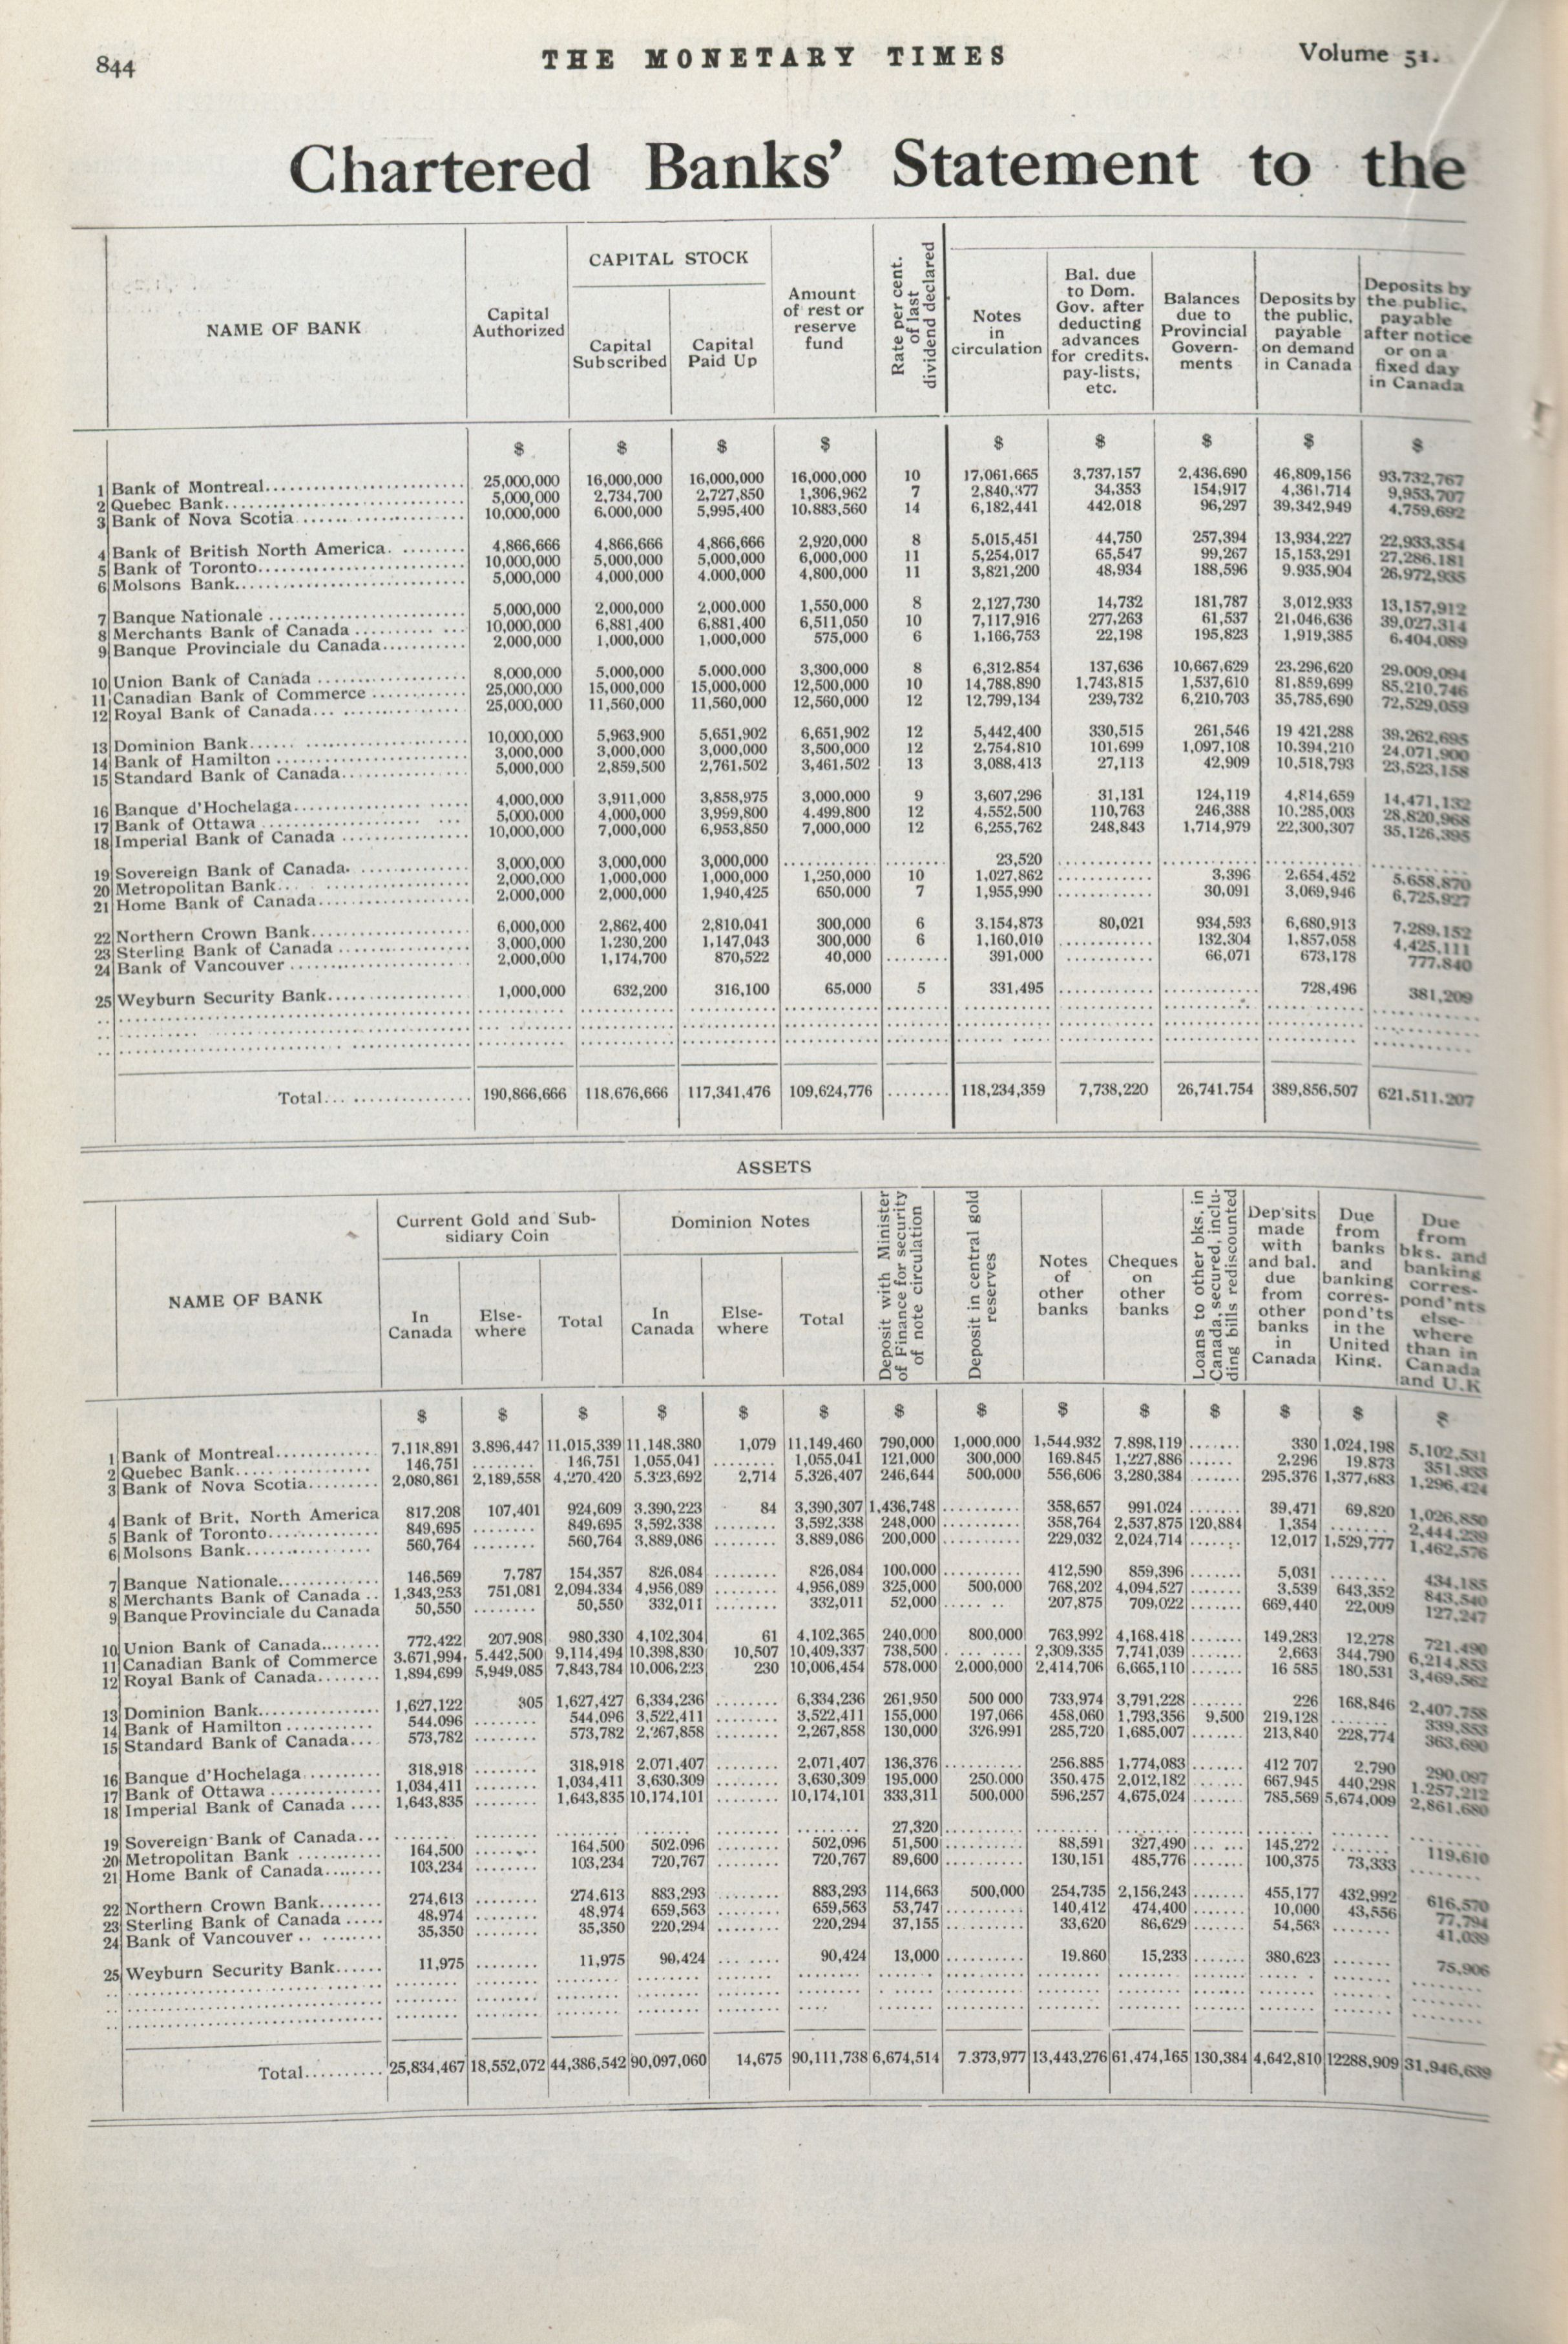 844
THE MONETARY TIMES
Volume 51.
Chartered Banks' Statement to the
NAME OF BANK
Capital Authorized
CAPITAL STOCK
Capital Subscribed
Capital Paid Up
Amount of rest or reserve fund
Rate per cent. of last dividend declared
Notes in circulation
Bal. due to Dom. Gov. after deducting advances for credits, pay-lists, etc.
Balances due to Provincial Govern-ments
Deposits by the public, payable on demand in Canada
Deposits by the public, payable after notice or on a fixed day in Canada
$ $ $ $ $ $ $ $ $
1 Bank of Montreal 25,000,000 16,000,000 16,000,000 16,000,000 10 17,061,665 3,737,157 2,436,690 46,809,156 93,732,767
2 Quebec Bank 5,000,000 2,734,700 2,727,850 1,306,962 7 2,840,377 34,353 154,917 4,361,714 9,953,707
3 Bank of Nova Scotia 10,000,000 6,000,000 5,995,400 10,883,560 14 6,182,441 442,018 96,297 39,342,949 4,759,692
4 Bank of British North America 4,866,666 4,866,666 4,866,666 2,920,000 8 5,015,451 44,750 257,394 13,934,227 22,933,354
5 Bank of Toronto 10,000,000 5,000,000 5,000,000 6,000,000 11 5,254,017 65,547 99,267 15,153,291 27,286,181
6 Molsons Bank 5,000,000 4,000,000 4,000,000 4,800,000 11 3,821,200 48,934 188,596 9,935,904 26,972,935
7 Banque Nationale 5,000,000 2,000,000 2,000,000 1,550,000 8 2,127,730 14,732 181,787 3,012,933 13,157,912
8 Merchants Bank of Canada 10,000,000 6,881,400 6,881,400 6,511,050 10 7,117,916 277,263 61,537 21,046,636 39,027,314
9 Banque Provinciale du Canada 2,000,000 1,000,000 1,000,000 575,000 6 1,166,753 22,198 195,823 1,919,385 6,404,089
10 Union Bank of Canada 8,000,000 5,000,000 5,000,000 3,300,000 8 6,312,854 137,636 10,667,629 23,296,620 29,009,094
11 Canadian Bank of Commerce 25,000,000 15,000,000 15,000,000 12,500,000 10 14,788,890 1,743,815 1,537,610 81,859,699 85,210,746
12 Royal Bank of Canada 25,000,000 11,560,000 11,560,000 12,560,000 12 12,799,134 239,732 6,210,703 35,785,690 72,529,059
13 Dominion Bank 10,000,000 5,963,900 5,651,902 6,651,902 12 5,442,400 330,515 261,546 19 421,288 39,262,695
14 Bank of Hamilton 3,000,000 3,000,000 3,000,000 3,500,000 12 2,754,810 101,699 1,097,108 10,394,210 24,071,900
15 Standard Bank of Canada 5,000,000 2,859,500 2,761,502 3,461,502 13 3,088,413 27,113 42,909 10,518,793 23,523,158
16 Banque d'Hochelaga 4,000,000 3,911,000 3,858,975 3,000,000 9 3,607,296 31,131 124,119 4,814,659 14,471,132
17 Bank of Ottawa 5,000,000 4,000,000 3,999,800 4,499,800 12 4,552,500 110,763 246,388 10,285,003 28,820,968
18 Imperial Bank of Canada 10,000,000 7,000,000 6,953,850 7,000,000 12 6,255,762 248,843 1,714,979 22,300,307 35,126,395
19 Sovereign Bank of Canada 3,000,000 3,000,000 3,000,000 23,520
20 Metropolitan Bank 2,000,000 1,000,000 1,000,000 1,250,000 10 1,027,862 3,396 2,654,452 5,658,870
21 Home Bank of Canada 2,000,000 2,000,000 1,940,425 650,000 7 1,955,990 30,091 3,069,946 6,725,927
22 Northern Crown Bank 6,000,000 2,862,400 2,810,041 300,000 6 3,154,873 80,021 934,593 6,680,913 7,289,152
23 Sterling Bank of Canada 3,000,000 1,230,200 1,147,043 300,000 6 1,160,010 132,304 1,857,058 4,425,111
24 Bank of Vancouver 2,000,000 1,174,700 870,522 40,000 391,000 66,071 673,178 777,840
25 Weyburn Security Bank 1,000,000 632,200 316,100 65,000 5 331,495 728,496 381,209
Total 190,866,666 118,676,666 117,341,476 109,624,776 118,234,359 7,738,220 26,741,754 389,856,507 621,511,207
ASSETS
NAME OF BANK
Current Gold and Sub-sidiary Coin
In Canada
Else-where
Total
Dominion Notes
In Canada
Else-where
Total
Deposit with Minister of Finance for security of note circulation
Deposit in central gold reserves
Notes of other banks
Cheques on other banks
Loans to other bks. in Canada, secured, inclu-ding bills rediscounted
Dep'sits made with and bal. due from other banks in Canada
Due from banks and banking corres-pond'ts in the United King.
Due from bks. and banking corres-pond'nts else-where than in Canada and U.K
$ $ $ $ $ $ $ $ $ $ $ $ $ $
1 Bank of Montreal 7,118,891 3,896,447 11,015,339 11,148,380 1,079 11,149,460 790,000 1,000,000 1,544,932 7,898,119 330 1,024,198 5,102,531
2 Quebec Bank 146,751 146,751 1,055,041 1,055,041 121,000 300,000 169,845 1,227,886 2,296 19,873 351,933
3 Bank of Nova Scotia 2,080,861 2,189,558 4,270,420 5,323,692 2,714 5,326,407 246,644 500,000 556,606 3,280,384 295,376 1,377,683 1,296,424
4 Bank of Brit. North America 817,208 107,401 924,609 3,390,223 84 3,390,307 1,436,748 358,657 991,024 39,471 69,820 1,026,850
5 Bank of Toronto 849,695 849,695 3,592,338 3,592,338 248,000 358,764 2,537,875 120,884 1,354 2,444,239
6 Molsons Bank 560,764 560,764 3,889,086 3,889,086 200,000 229,032 2,024,714 12,017 1,529,777 1,462,576
7 Banque Nationale 146,569 7,787 154,357 826,084 826,084 100,000 412,590 859,396 5,031 434,185
8 Merchants Bank of Canada 1,343,253 751,081 2,094,334 4,956,089 4,956,089 325,000 500,000 768,202 4,094,527 3,539 643,352 843,540
9 Banque Provinciale du Canada 50,550 50,550 332,011 332,011 52,000 207,875 709,022 669,440 22,009 127,247
10 Union Bank of Canada 772,422 207,908 980,330 4,102,304 61 4,102,365 240,000 800,000 763,992 4,168,418 149,283 12,278 721,490
11 Canadian Bank of Commerce 3,671,994 5,442,500 9,114,494 10,398,830 10,507 10,409,337 738,500 2,309,335 7,741,039 2,663 344,790 6,214,853
12 Royal Bank of Canada 1,894,699 5,949,085 7,843,784 10,006,223 230 10,006,454 578,000 2,000,000 2,414,706 6,665,110 16 585 180,531 3,469,562
13 Dominion Bank 1,627,122 305 1,627,427 6,334,236 6,334,236 261,950 500 000 733,974 3,791,228 226 168,846 2,407,758
14 Bank of Hamilton 544,096 544,096 3,522,411 3,522,411 155,000 197,066 458,060 1,793,356 9,500 219,128 339,853
15 Standard Bank of Canada 573,782 573,782 2,267,858 2,267,858 130,000 326,991 285,720 1,685,007 213,840 228,774 363,690
16 Banque d'Hochelaga 318,918 318,918 2,071,407 2,071,407 136,376 256,885 1,774,083 412 707 2,790 290,097
17 Bank of Ottawa 1,034,411 1,034,411 3,630,309 3,630,309 195,000 250,000 350,475 2,012,182 667,945 440,298 1,257,212
18 Imperial Bank of Canada 1,643,835 1,643,835 10,174,101 10,174,101 333,311 500,000 596,257 4,675,024 785,569 5,674,009 2,861,680
19 Sovereign Bank of Canada 27,320
20 Metropolitan Bank 164,500 164,500 502,096 502,096 51,500 88,591 327,490 145,272 119,610
21 Home Bank of Canada 103,234 103,234 720,767 720,767 89,600 130,151 485,776 100,375 73,333
22 Northern Crown Bank 274,613 274,613 883,293 883,293 114,663 500,000 254,735 2,156,243 455,177 432,992 616,570
23 Sterling Bank of Canada 48,974 48,974 659,563 659,563 53,747 140,412 474,400 10,000 43,556 77,794
24 Bank of Vancouver 35,350 35,350 220,294 220,294 37,155 33,620 86,629 54,563 41,039
25 Weyburn Security Bank 11,975 11,975 90,424 90,424 13,000 19,860 15,233 380,623 75,906
Total 25,834,467 18,552,072 44,386,542 90,097,060 14,675 90,111,738 6,674,514 7,373,977 13,443,276 61,474,165 130,384 4,642,810 12288,909 31,946,639